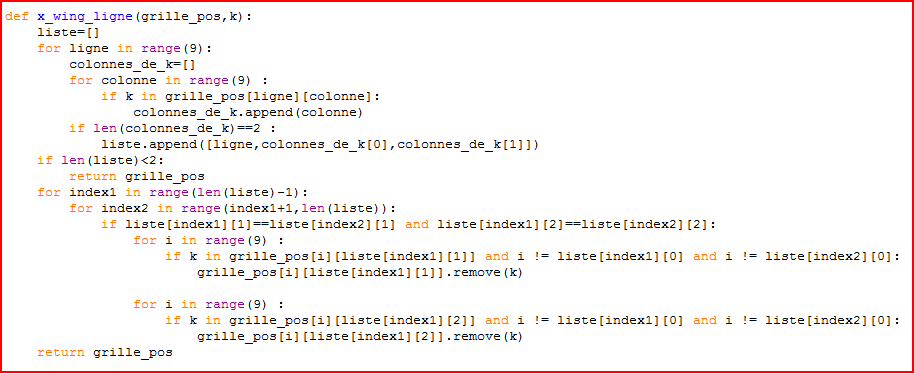 def x_wing_ligne(grille_pos,k):
    liste=[]
    for ligne in range(9):
        colonnes_de_k=[]
        for colonne in range(9) :
            if k in grille_pos[ligne][colonne]:
                colonnes_de_k.append(colonne)
        if len(colonnes_de_k)==2 :
            liste.append([ligne,colonnes_de_k[0],colonnes_de_k[1]])
    if len(liste)<2:
        return grille_pos
    for index1 in range(len(liste)-1):
        for index2 in range(index1+1,len(liste)):
            if liste[index1][1]==liste[index2][1] and liste[index1][2]==liste[index2][2]:
                for i in range(9) :
                    if k in grille_pos[i][liste[index1][1]] and i != liste[index1][0] and i != liste[index2][0]:
                        grille_pos[i][liste[index1][1]].remove(k)

                for i in range(9) :
                    if k in grille_pos[i][liste[index1][2]] and i != liste[index1][0] and i != liste[index2][0]:
                        grille_pos[i][liste[index1][2]].remove(k)
    return grille_pos